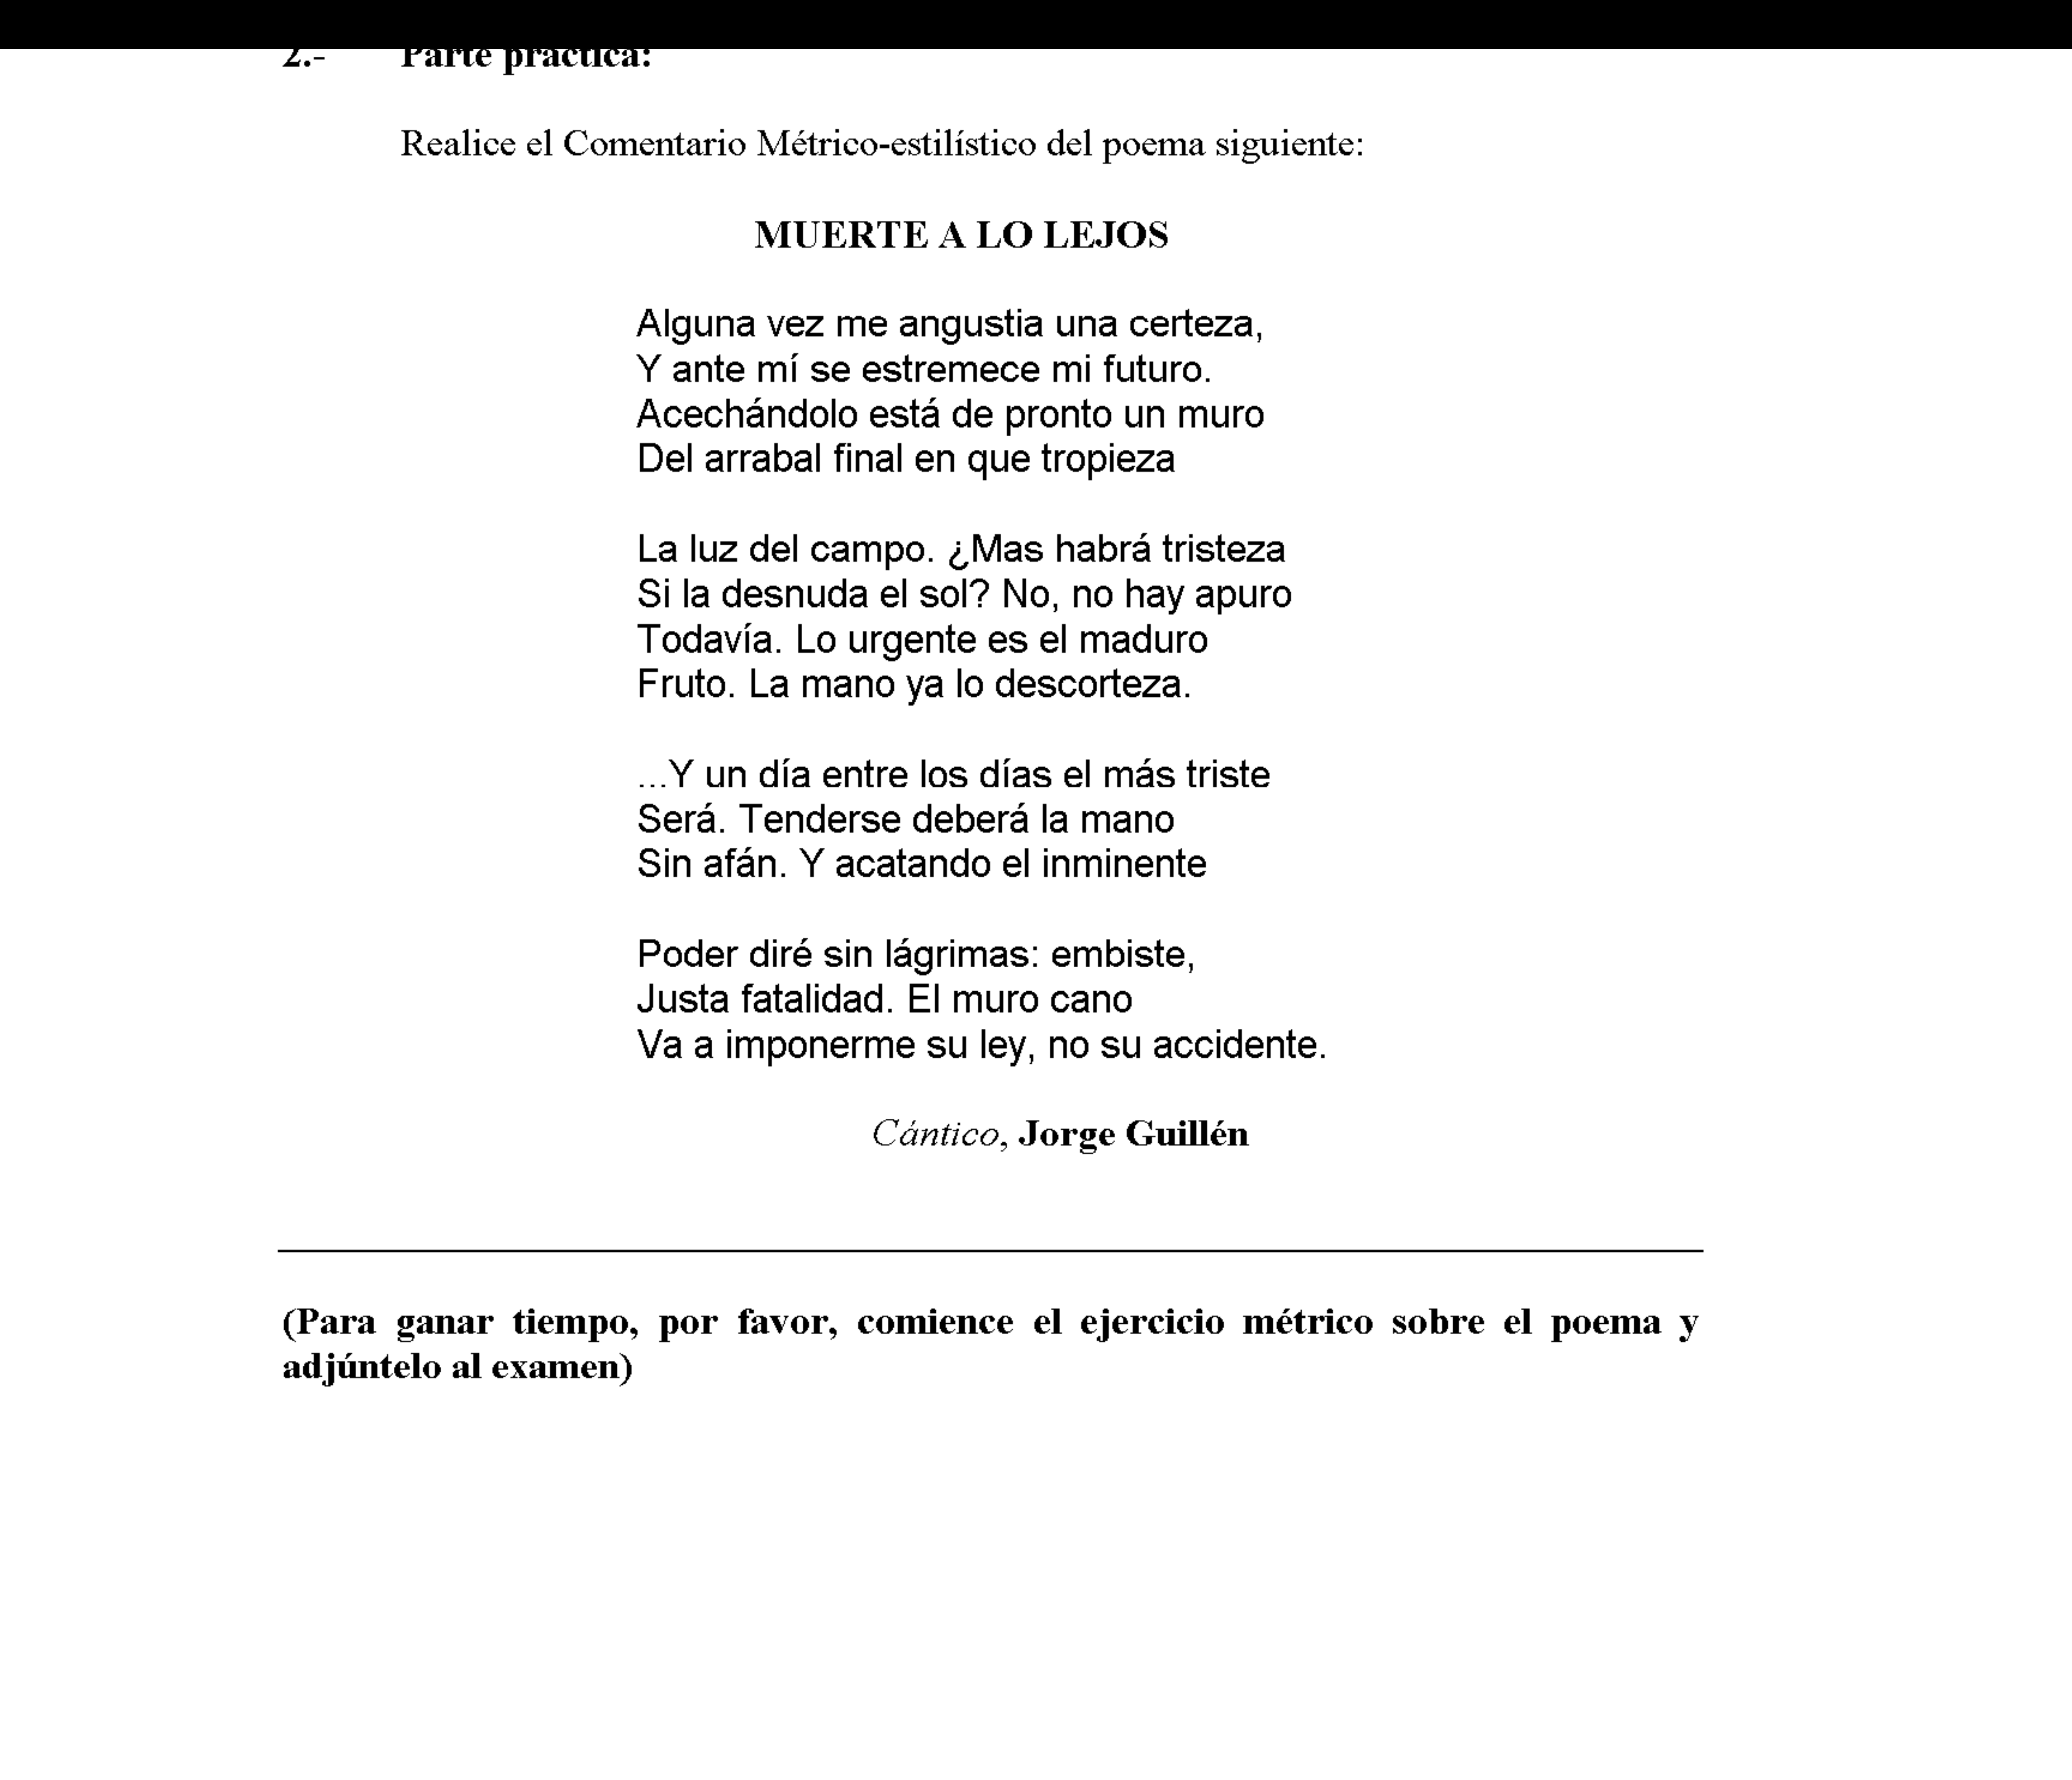 2.- Parte práctica:
Realice el Comentario Métrico-estilístico del poema siguiente:
MUERTE A LO LEJOS
Alguna vez me angustia una certeza,
Y ante mí se estremece mi futuro.
Acechándolo está de pronto un muro
Del arrabal final en que tropieza
La luz del campo. ¿Mas habrá tristeza
Si la desnuda el sol? No, no hay apuro
Todavía. Lo urgente es el maduro
Fruto. La mano ya lo descorteza.
...Y un día entre los días el más triste
Será. Tenderse deberá la mano
Sin afán. Y acatando el inminente
Poder diré sin lágrimas: embiste,
Justa fatalidad. El muro cano
Va a imponerme su ley, no su accidente.
Cántico, Jorge Guillén
(Para ganar tiempo, por favor, comience el ejercicio métrico sobre el poema y
adjúntelo al examen)